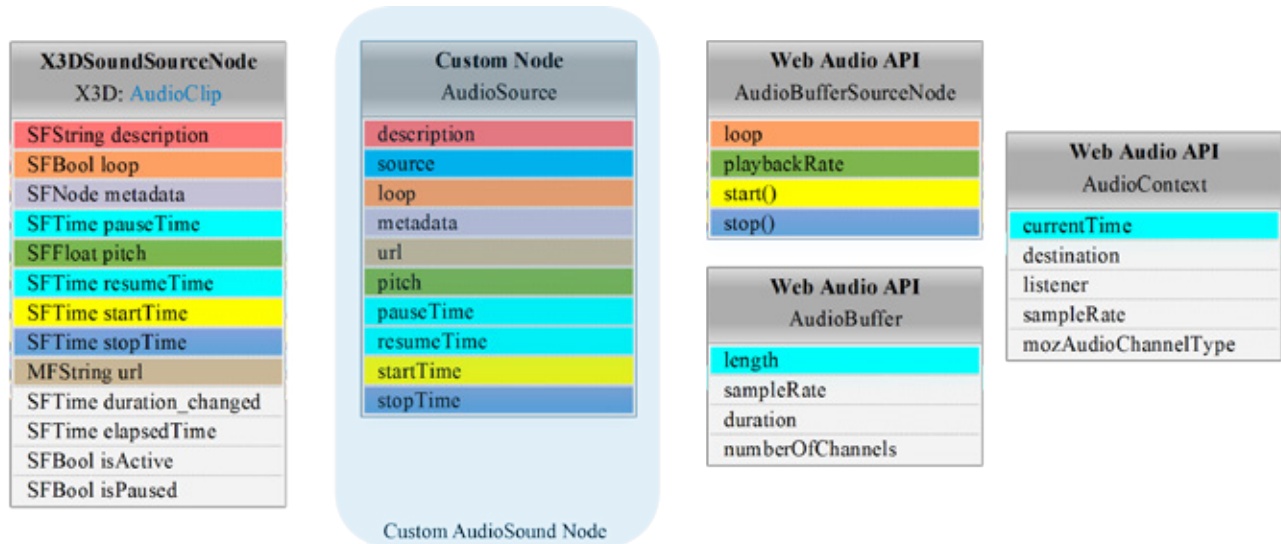 X3DSoundSourceNode
X3D: AudioClip
SFString description
SFBool loop
SFNode metadata
SFTime pauseTime
SFFloat pitch
SFTime resumeTime
SFTime startTime
SFTime stopTime
MFString url
SFTime duration_changed
SFTime elapsedTime
SFBool isActive
SFBool isPaused
Custom Node
AudioSource
description
source
loop
metadata
url
pitch
pauseTime
resumeTime
startTime
stopTime
Custom AudioSound Node
Web Audio API
AudioBufferSourceNode
loop
playbackRate
start()
stop()
Web Audio API
AudioBuffer
length
sampleRate
duration
numberOfChannels
Web Audio API
AudioContext
currentTime
destination
listener
sampleRate
mozAudioChannelType